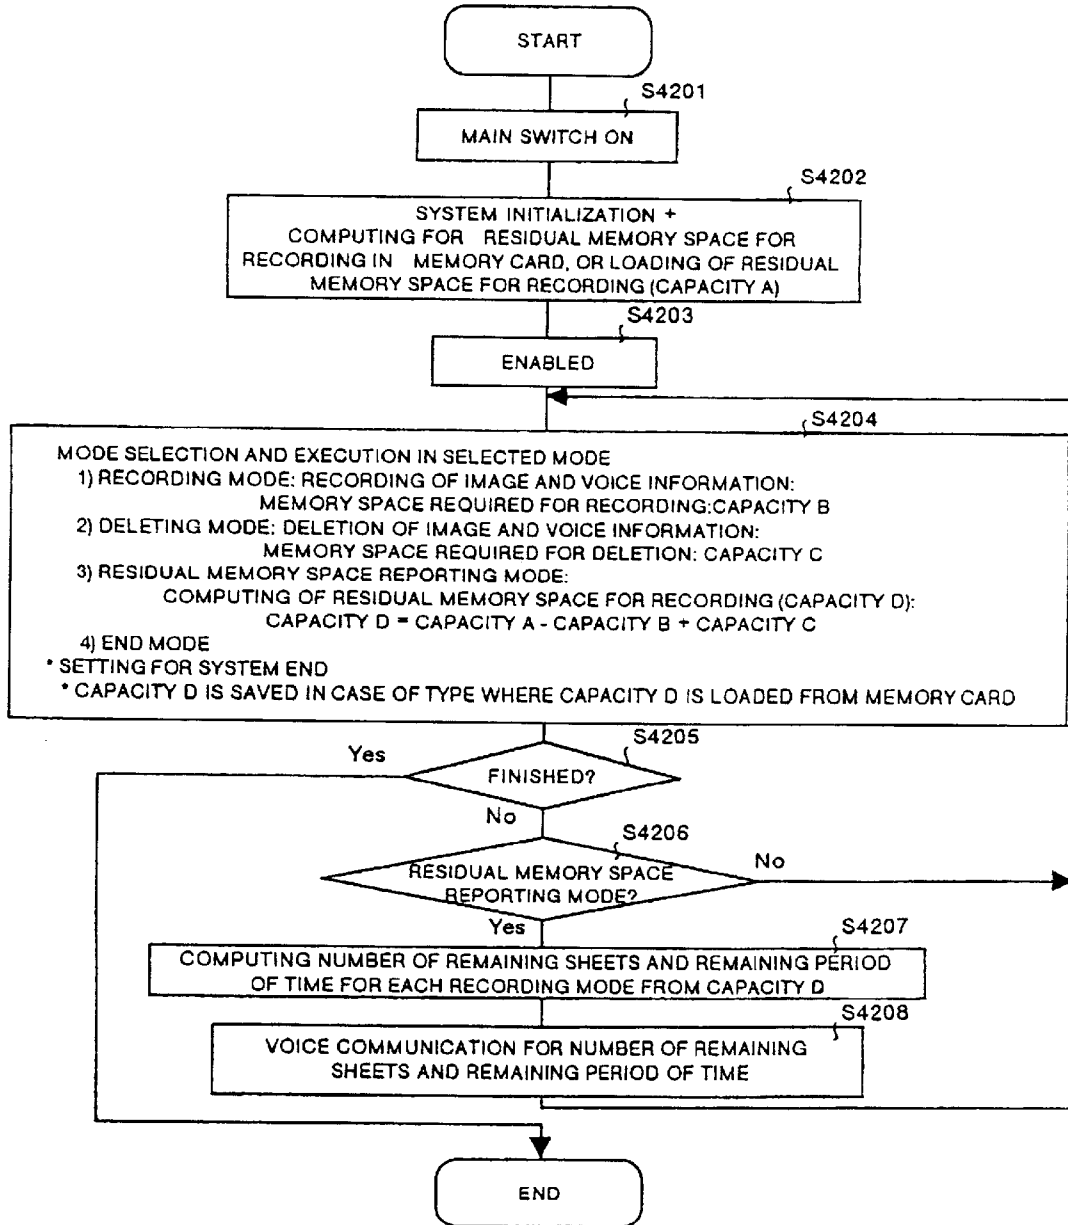 START
S4201
MAIN SWITCH ON
S4202
SYSTEM INITIALIZATION +
COMPUTING FOR RESIDUAL MEMORY SPACE FOR
RECORDING IN MEMORY CARD, OR LOADING OF RESIDUAL
MEMORY SPACE FOR RECORDING (CAPACITY A)
S4203
ENABLED
S4204
MODE SELECTION AND EXECUTION IN SELECTED MODE
1) RECORDING MODE: RECORDING OF IMAGE AND VOICE INFORMATION:
MEMORY SPACE REQUIRED FOR RECORDING:CAPACITY B
2) DELETING MODE: DELETION OF IMAGE AND VOICE INFORMATION:
MEMORY SPACE REQUIRED FOR DELETION: CAPACITY C
3) RESIDUAL MEMORY SPACE REPORTING MODE:
COMPUTING OF RESIDUAL MEMORY SPACE FOR RECORDING (CAPACITY D):
CAPACITY D = CAPACITY A - CAPACITY B + CAPACITY C
4) END MODE
* SETTING FOR SYSTEM END
* CAPACITY D IS SAVED IN CASE OF TYPE WHERE CAPACITY D IS LOADED FROM MEMORY CARD
S4205
Yes
FINISHED?
No
S4206
RESIDUAL MEMORY SPACE
REPORTING MODE?
No
Yes
S4207
COMPUTING NUMBER OF REMAINING SHEETS AND REMAINING PERIOD
OF TIME FOR EACH RECORDING MODE FROM CAPACITY D
S4208
VOICE COMMUNICATION FOR NUMBER OF REMAINING
SHEETS AND REMAINING PERIOD OF TIME
END